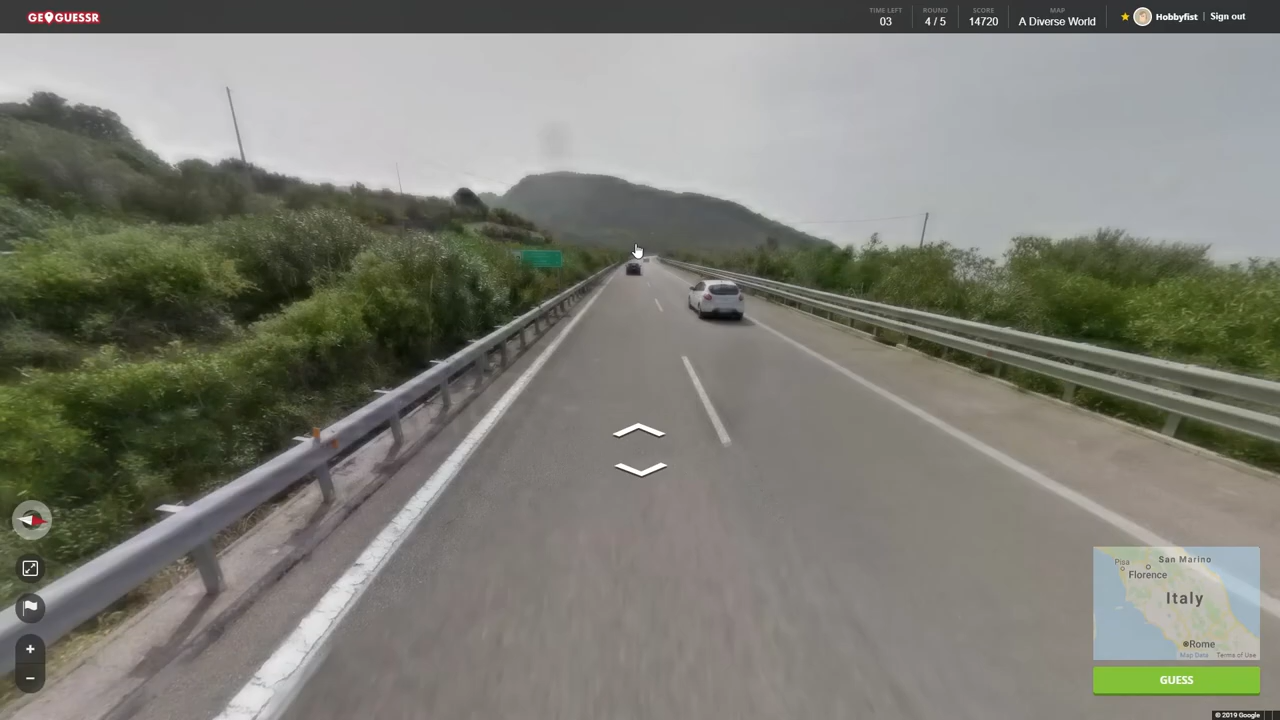 GEOGUESSR
TIME LEFT
03
ROUND
4 / 5
SCORE
14720
MAP
A Diverse World
Hobbyfist | Sign out
San Marino
Pisa
Florence
Italy
Rome
Map Data Terms of Use
GUESS
© 2019 Google